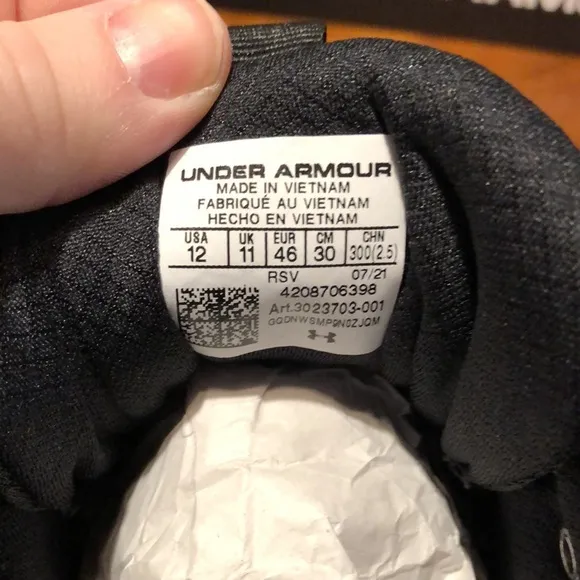 UNDER ARMOUR
MADE IN VIETNAM
FABRIQUÉ AU VIETNAM
HECHO EN VIETNAM
USA UK EUR CM CHN
12 11 46 30 300(2.5)
RSV 07/21
4208706398
Art.3023703-001